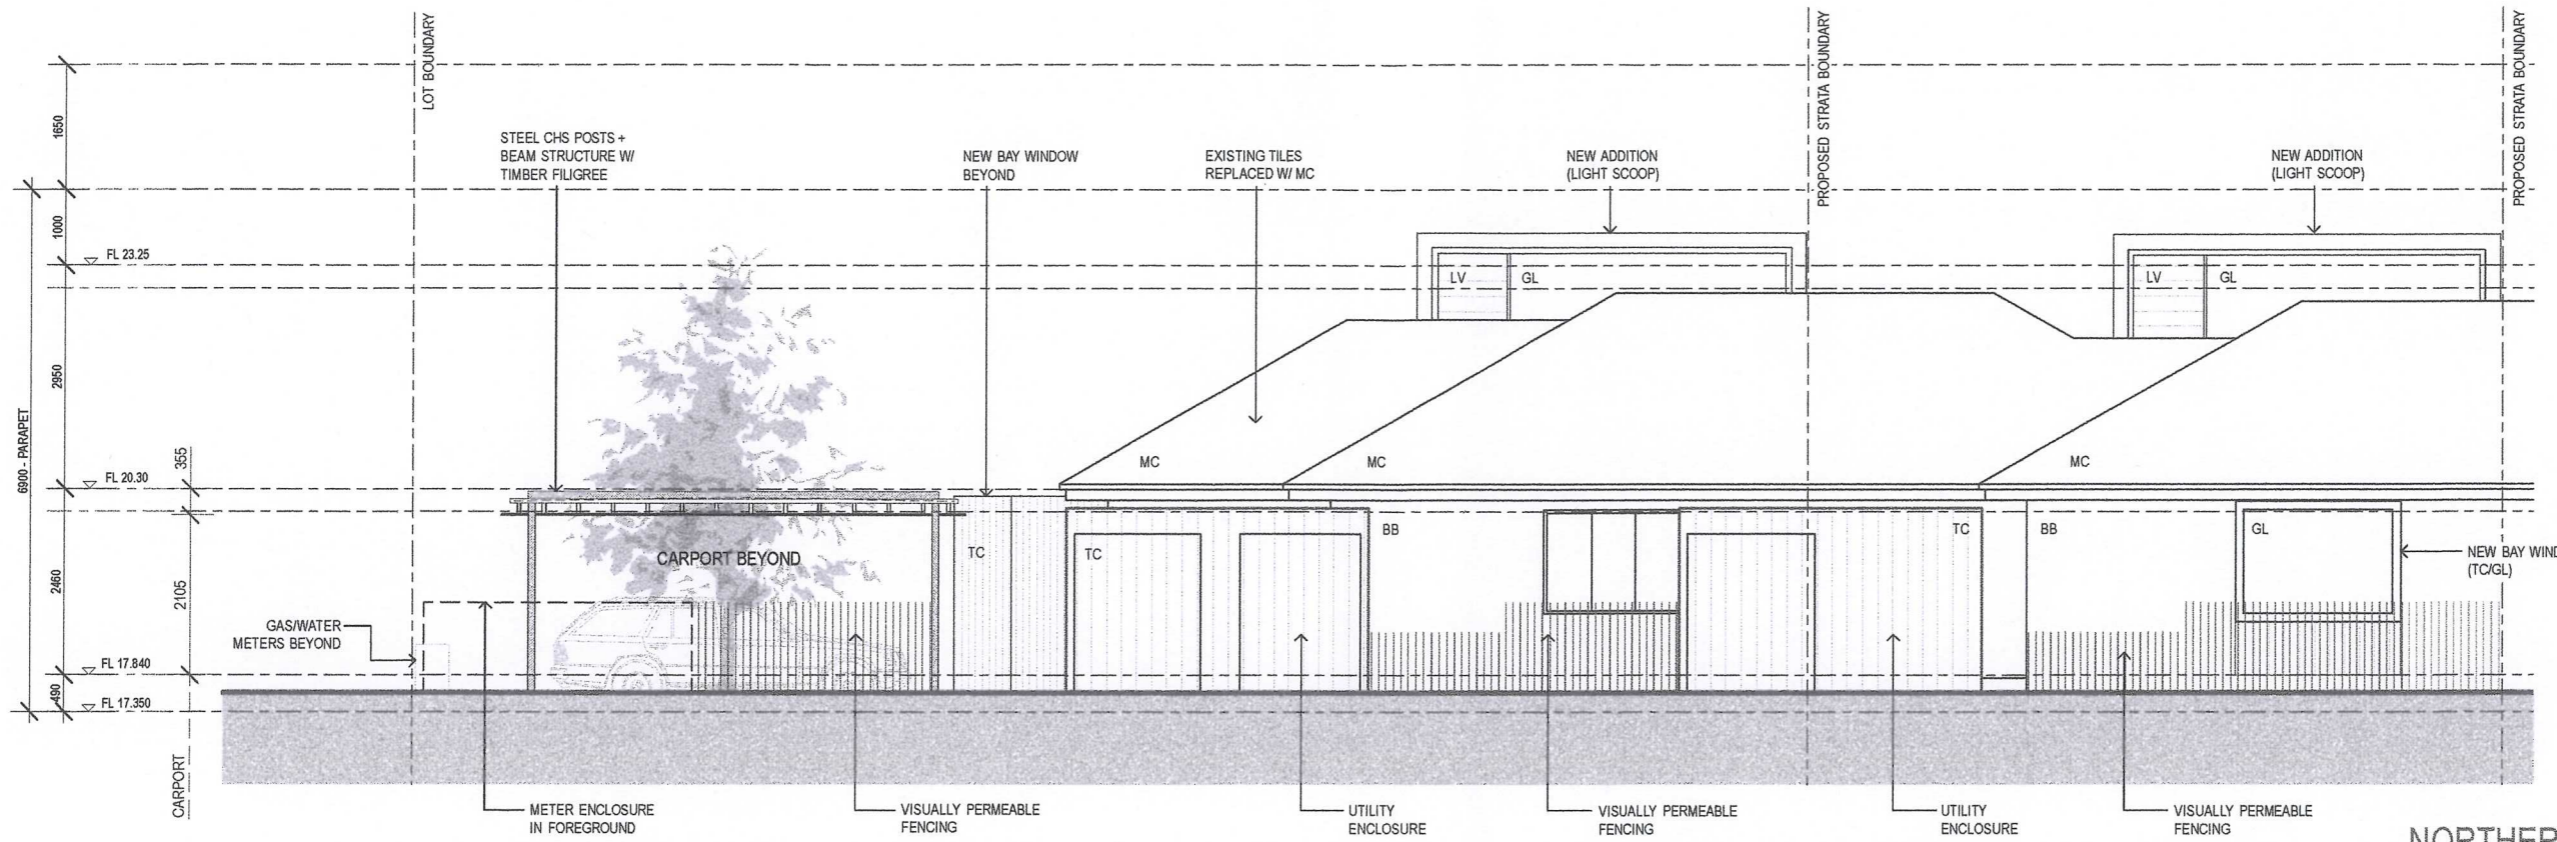 LOT BOUNDARY
PROPOSED STRATA BOUNDARY
PROPOSED STRATA BOUNDARY
STEEL CHS POSTS +
BEAM STRUCTURE W/
TIMBER FILIGREE
NEW BAY WINDOW
BEYOND
EXISTING TILES
REPLACED W/ MC
NEW ADDITION
(LIGHT SCOOP)
NEW ADDITION
(LIGHT SCOOP)
1650
1000
2950
2460
490
6900 - PARAPET
355
2105
CARPORT
FL 23.25
FL 20.30
FL 17.840
FL 17.350
LV
GL
LV
GL
MC
MC
MC
CARPORT BEYOND
TC
TC
BB
TC
BB
GL
NEW BAY WIND
(TC/GL)
GAS/WATER
METERS BEYOND
METER ENCLOSURE
IN FOREGROUND
VISUALLY PERMEABLE
FENCING
UTILITY
ENCLOSURE
VISUALLY PERMEABLE
FENCING
UTILITY
ENCLOSURE
VISUALLY PERMEABLE
FENCING
NORTHER